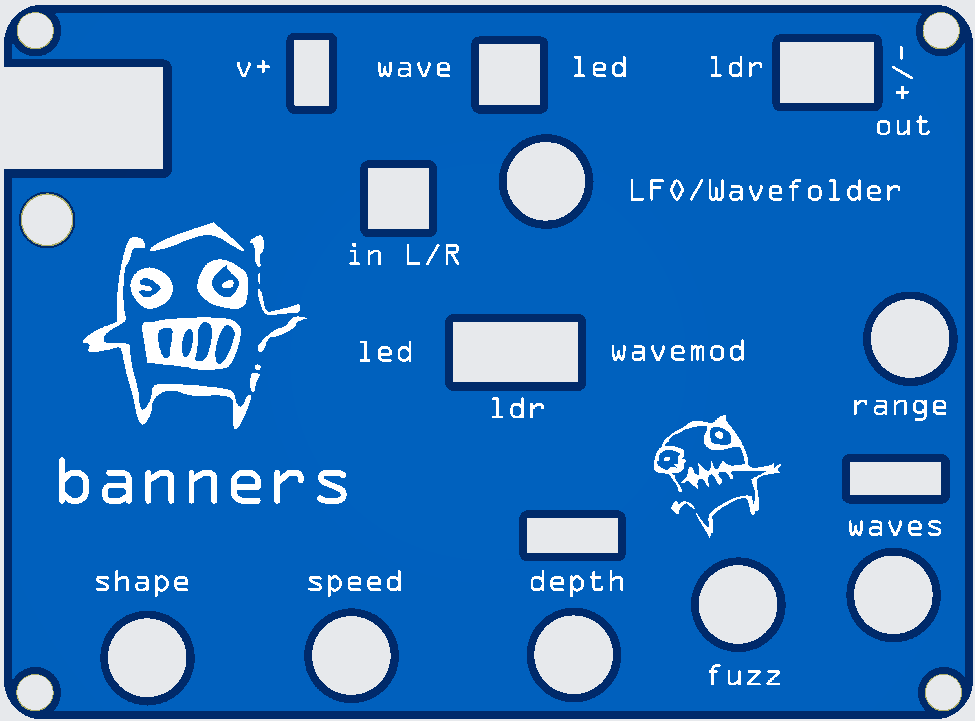 v+
wave
led
ldr
+/-
out
LFO/Wavefolder
in L/R
led
wavemod
ldr
range
banners
waves
shape
speed
depth
fuzz